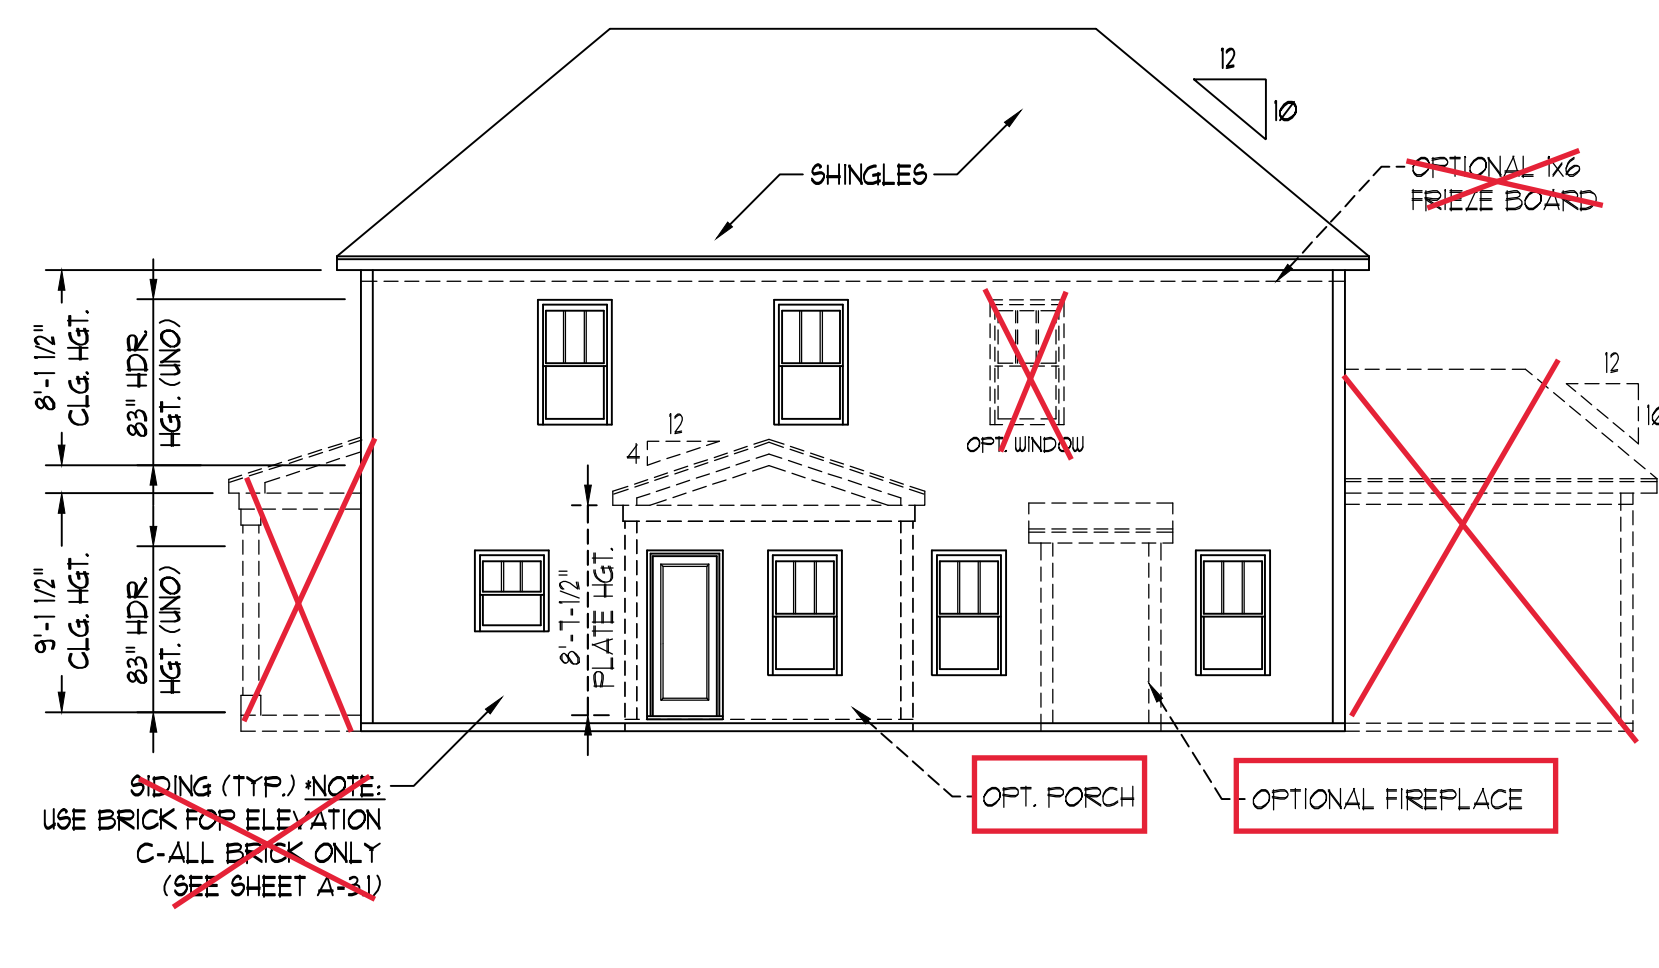 12
10
SHINGLES
OPTIONAL 1x6
FRIEZE BOARD
8'-1 1/2"
CLG. HGT.
83" HDR
HGT. (UNO)
12
10
12
4
OPT. WINDOW
9'-1 1/2"
CLG. HGT.
83" HDR
HGT. (UNO)
8'-1-1/2"
PLATE HGT.
SIDING (TYP.) *NOTE:
USE BRICK FOR ELEVATION
C-ALL BRICK ONLY
(SEE SHEET A-3.1)
OPT. PORCH
OPTIONAL FIREPLACE